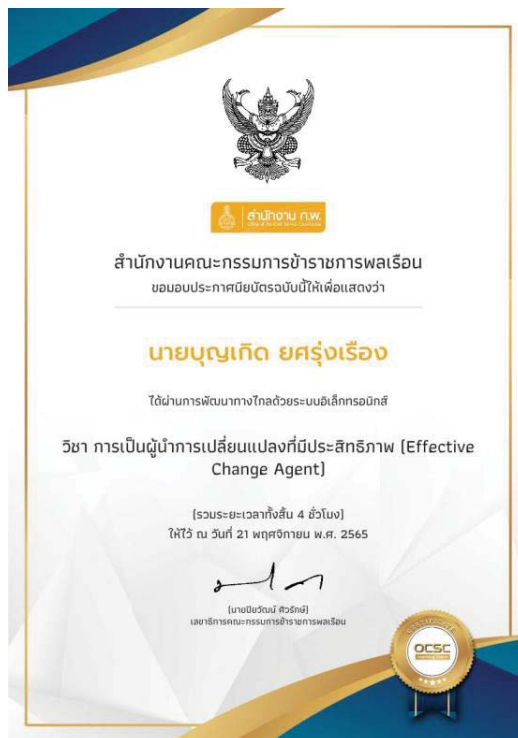 สำนักงาน ก.พ.
สำนักงานคณะกรรมการข้าราชการพลเรือน
ขอมอบประกาศนียบัตรฉบับนี้ให้เพื่อแสดงว่า
นายบุญเกิด ยศรุ่งเรือง
ได้ผ่านการพัฒนาทางไกลด้วยระบบอิเล็กทรอนิกส์
วิชา การเป็นผู้นำการเปลี่ยนแปลงที่มีประสิทธิภาพ (Effective
Change Agent)
(รวมระยะเวลาทั้งสิ้น 4 ชั่วโมง)
ให้ไว้ ณ วันที่ 21 พฤศจิกายน พ.ศ. 2565
(นายปิยวัฒน์ ศิวรักษ์)
เลขาธิการคณะกรรมการข้าราชการพลเรือน
OCSC